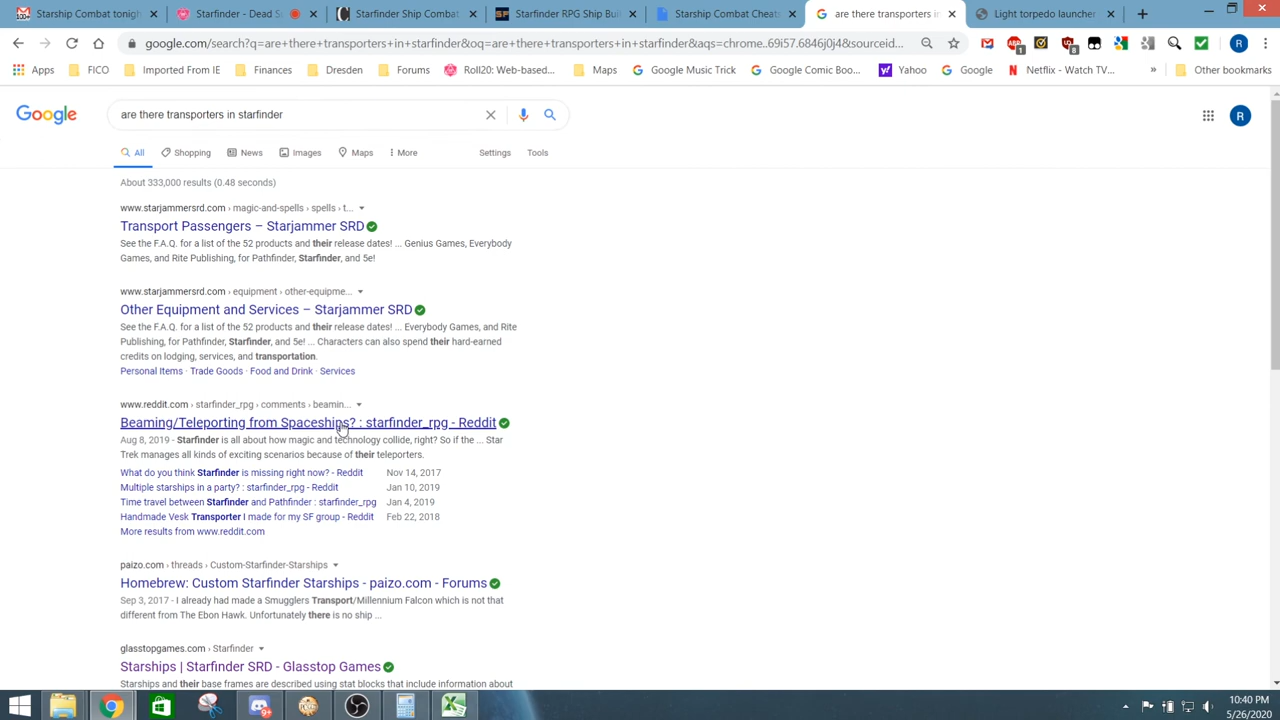 Starship Combat tonigh
Starfinder - Dead S
Starfinder Ship Combat
Starfinder RPG Ship Bui
Starship Combat Cheats
are there transporters in
Light torpedo launcher
google.com/search?q=are+there+transporters+in+starfinder&oq=are+there+transporters+in+starfinder&aqs=chrome..69i57.6846j0j4&sourceid...
Apps
FICO
Imported From IE
Finances
Dresden
Forums
Roll20: Web-based...
Maps
Google Music Trick
Google Comic Boo...
Yahoo
Google
Netflix - Watch TV...
»
Other bookmarks
Google
are there transporters in starfinder
R
All
Shopping
News
Images
Maps
More
Settings
Tools
About 333,000 results (0.48 seconds)
www.starjammersrd.com › magic-and-spells › spells › t...
Transport Passengers – Starjammer SRD
See the F.A.Q. for a list of the 52 products and their release dates! ... Genius Games, Everybody
Games, and Rite Publishing, for Pathfinder, Starfinder, and 5e!
www.starjammersrd.com › equipment › other-equipme...
Other Equipment and Services – Starjammer SRD
See the F.A.Q. for a list of the 52 products and their release dates! ... Everybody Games, and Rite
Publishing, for Pathfinder, Starfinder, and 5e! ... Characters can also spend their hard-earned
credits on lodging, services, and transportation.
Personal Items · Trade Goods · Food and Drink · Services
www.reddit.com › starfinder_rpg › comments › beamin...
Beaming/Teleporting from Spaceships? : starfinder_rpg - Reddit
Aug 8, 2019 - Starfinder is all about how magic and technology collide, right? So if the ... Star
Trek manages all kinds of exciting scenarios because of their teleporters.
What do you think Starfinder is missing right now? - Reddit Nov 14, 2017
Multiple starships in a party? : starfinder_rpg - Reddit Jan 10, 2019
Time travel between Starfinder and Pathfinder : starfinder_rpg Jan 4, 2019
Handmade Vesk Transporter I made for my SF group - Reddit Feb 22, 2018
More results from www.reddit.com
paizo.com › threads › Custom-Starfinder-Starships
Homebrew: Custom Starfinder Starships - paizo.com - Forums
Sep 3, 2017 - I already had made a Smugglers Transport/Millennium Falcon which is not that
different from The Ebon Hawk. Unfortunately there is no ship ...
glasstopgames.com › Starfinder
Starships | Starfinder SRD - Glasstop Games
Starships and their base frames are described using stat blocks that include information about
10:40 PM
5/26/2020